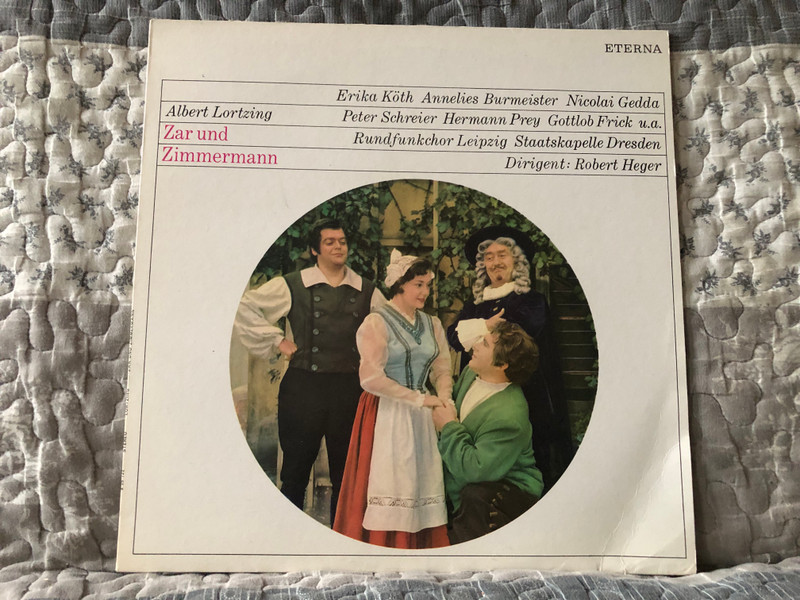 ETERNA
Erika Köth Annelies Burmeister Nicolai Gedda
Albert Lortzing
Peter Schreier Hermann Prey Gottlob Frick u.a.
Zar und
Rundfunkchor Leipzig Staatskapelle Dresden
Zimmermann
Dirigent: Robert Heger